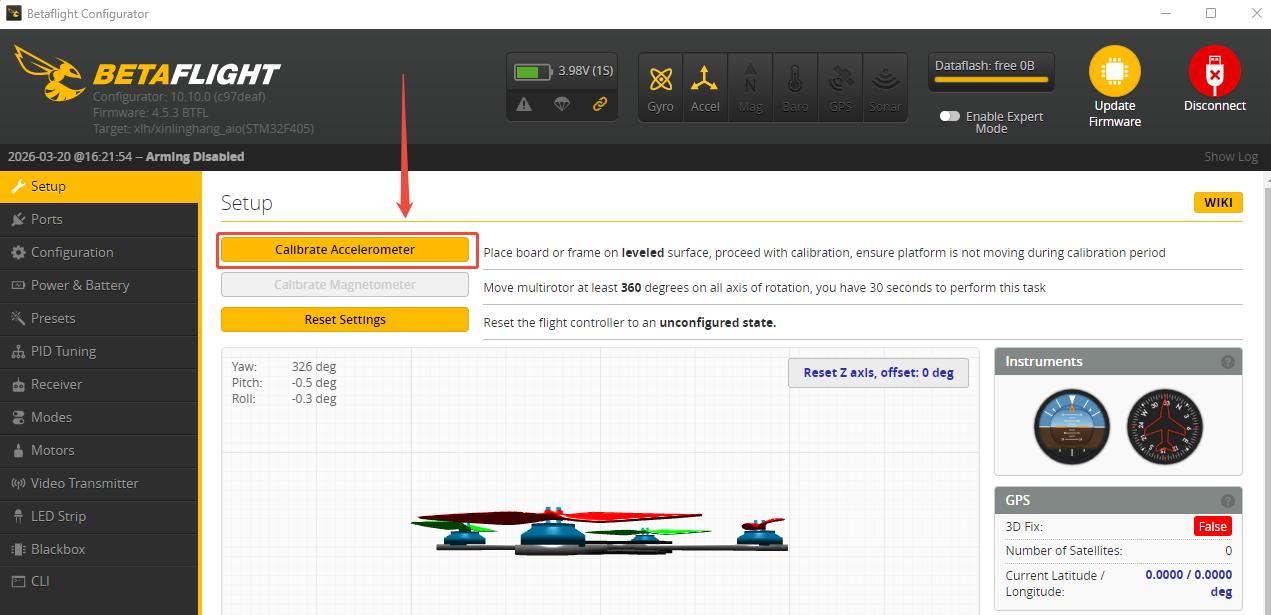 Betaflight Configurator
BETAFLIGHT
Configurator: 10.10.0 (c97deaf)
Firmware: 4.5.3 BTFL
Target: xlh/xinlinghang_aio(STM32F405)
3.98V (1S)
Gyro
Accel
Mag
Baro
GPS
Sonar
Dataflash: free 0B
Enable Expert
Mode
Update
Firmware
Disconnect
2026-03-20 @16:21:54 -- Arming Disabled
Show Log
Setup
Ports
Configuration
Power & Battery
Presets
PID Tuning
Receiver
Modes
Motors
Video Transmitter
LED Strip
Blackbox
CLI
Setup
WIKI
Calibrate Accelerometer
Place board or frame on leveled surface, proceed with calibration, ensure platform is not moving during calibration period
Calibrate Magnetometer
Move multirotor at least 360 degrees on all axis of rotation, you have 30 seconds to perform this task
Reset Settings
Reset the flight controller to an unconfigured state.
Yaw: 326 deg
Pitch: -0.5 deg
Roll: -0.3 deg
Reset Z axis, offset: 0 deg
Instruments
GPS
3D Fix: False
Number of Satellites: 0
Current Latitude / 0.0000 / 0.0000
Longitude: deg